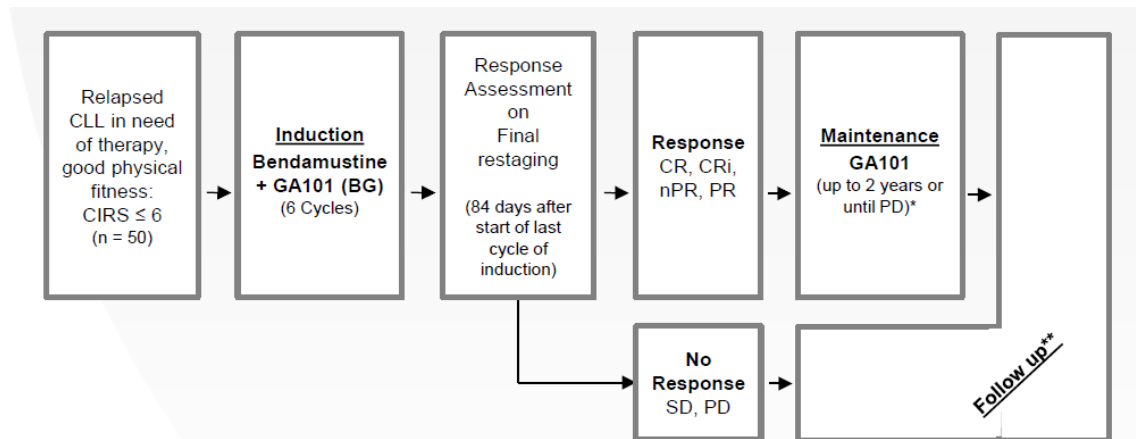 Relapsed
CLL in need
of therapy,
good physical
fitness:
CIRS ≤ 6
(n = 50)
Induction
Bendamustine
+ GA101 (BG)
(6 Cycles)
Response
Assessment
on
Final
restaging
(84 days after
start of last
cycle of
induction)
Response
CR, CRi,
nPR, PR
Maintenance
GA101
(up to 2 years or
until PD)*
No
Response
SD, PD
Follow up**